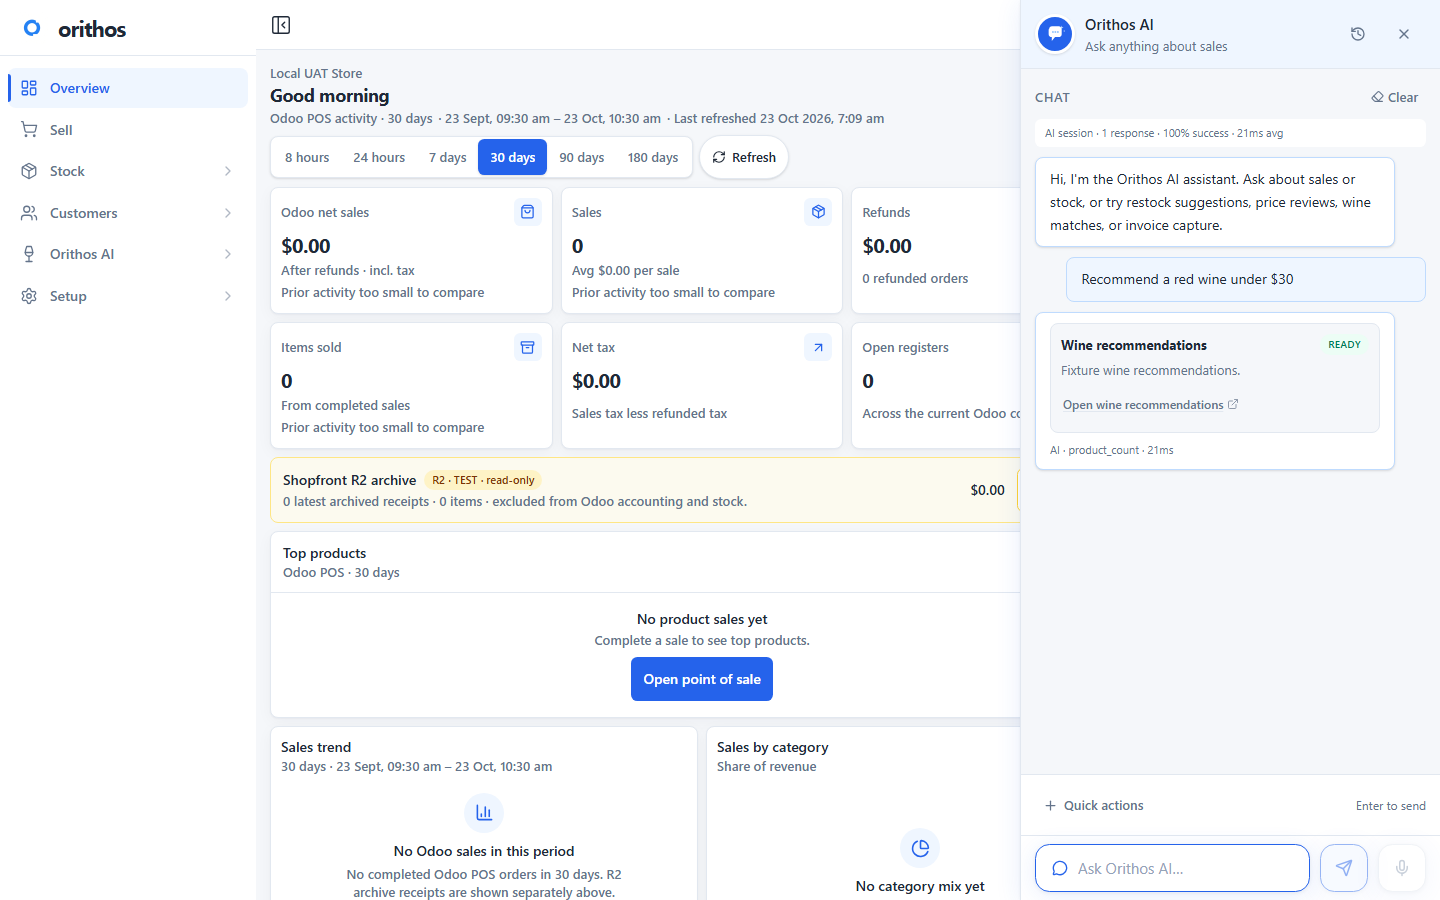 orithos
Overview
Sell
Stock
Customers
Orithos AI
Setup
Local UAT Store
Good morning
Odoo POS activity · 30 days · 23 Sept, 09:30 am – 23 Oct, 10:30 am · Last refreshed 23 Oct 2026, 7:09 am
8 hours 24 hours 7 days 30 days 90 days 180 days Refresh
Odoo net sales
$0.00
After refunds · incl. tax
Prior activity too small to compare
Sales
0
Avg $0.00 per sale
Prior activity too small to compare
Refunds
$0.00
0 refunded orders
Items sold
0
From completed sales
Prior activity too small to compare
Net tax
$0.00
Sales tax less refunded tax
Open registers
0
Across the current Odoo
Shopfront R2 archive R2 · TEST · read-only
0 latest archived receipts · 0 items · excluded from Odoo accounting and stock.
$0.00
Top products
Odoo POS · 30 days
No product sales yet
Complete a sale to see top products.
Open point of sale
Sales trend
30 days · 23 Sept, 09:30 am – 23 Oct, 10:30 am
No Odoo sales in this period
No completed Odoo POS orders in 30 days. R2
archive receipts are shown separately above.
Sales by category
Share of revenue
No category mix yet
Orithos AI
Ask anything about sales
CHAT
Clear
AI session · 1 response · 100% success · 21ms avg
Hi, I'm the Orithos AI assistant. Ask about sales or
stock, or try restock suggestions, price reviews, wine
matches, or invoice capture.
Recommend a red wine under $30
Wine recommendations READY
Fixture wine recommendations.
Open wine recommendations
AI · product_count · 21ms
Quick actions
Enter to send
Ask Orithos AI...